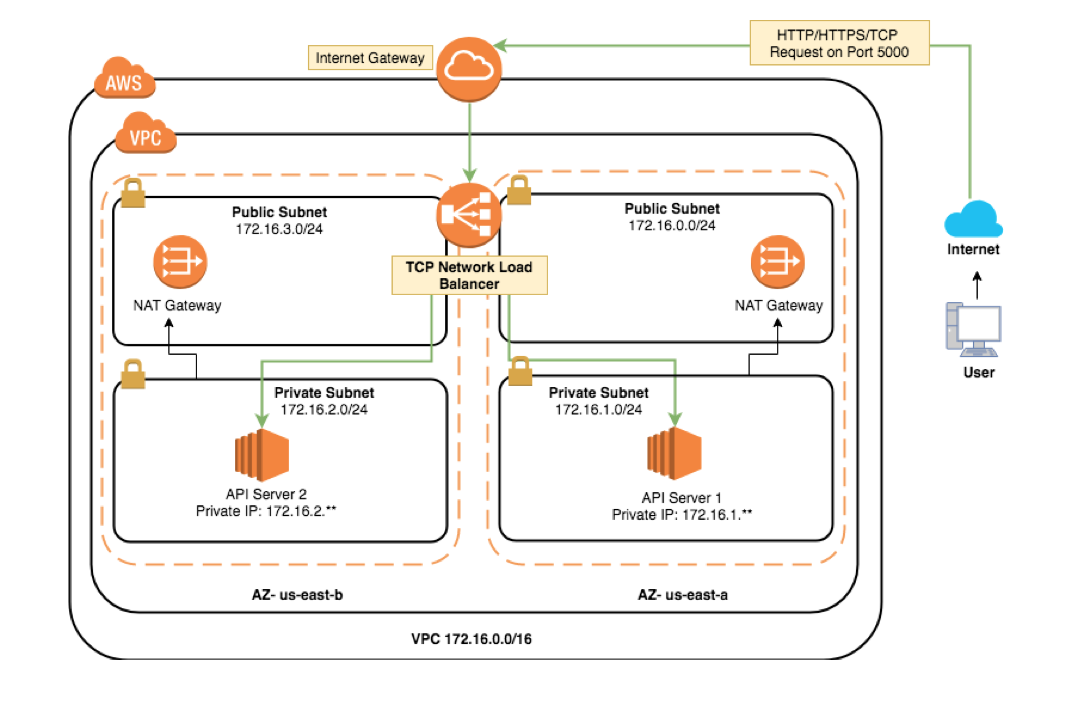 HTTP/HTTPS/TCP
Request on Port 5000
Internet Gateway
AWS
VPC
Public Subnet
172.16.3.0/24
Public Subnet
172.16.0.0/24
TCP Network Load
Balancer
NAT Gateway
NAT Gateway
Internet
User
Private Subnet
172.16.2.0/24
Private Subnet
172.16.1.0/24
API Server 2
Private IP: 172.16.2.**
API Server 1
Private IP: 172.16.1.**
AZ- us-east-b
AZ- us-east-a
VPC 172.16.0.0/16